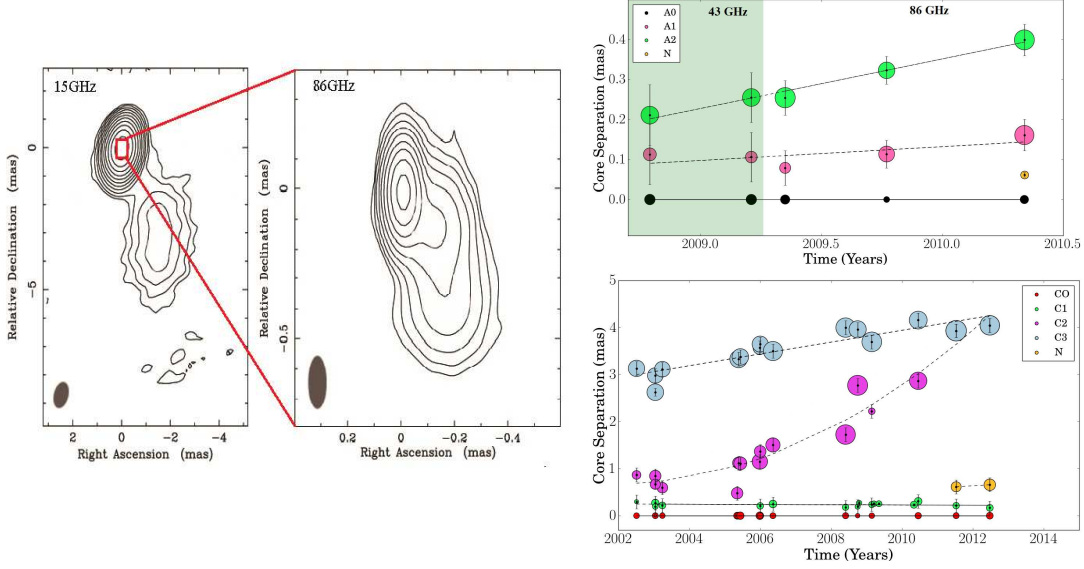 15GHz
0
−5
Relative Declination (mas)
2
0
−2
−4
Right Ascension (mas)
86GHz
0
−0.5
Relative Declination (mas)
0.2
0
−0.2
−0.4
Right Ascension (mas)
43 GHz
86 GHz
A0
A1
A2
N
0.4
0.3
0.2
0.1
0.0
Core Separation (mas)
2009.0
2009.5
2010.0
2010.5
Time (Years)
CO
C1
C2
C3
N
5
4
3
2
1
0
Core Separation (mas)
2002
2004
2006
2008
2010
2012
2014
Time (Years)